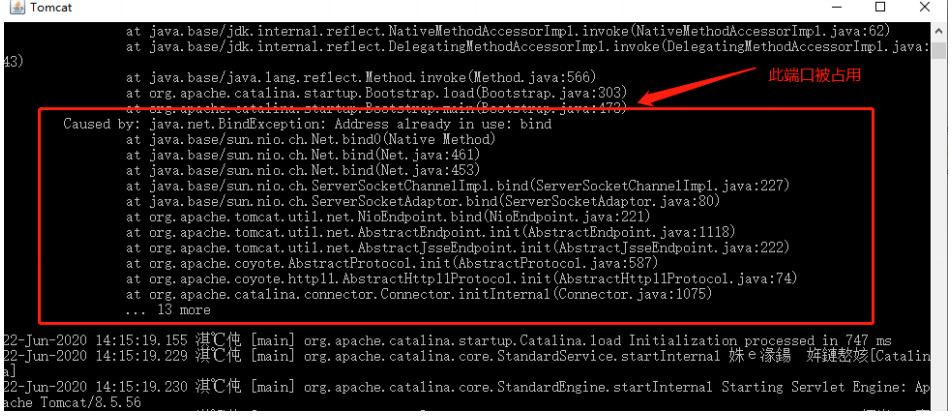 Tomcat
at java.base/jdk.internal.reflect.NativeMethodAccessorImpl.invoke(NativeMethodAccessorImpl.java:62)
at java.base/jdk.internal.reflect.DelegatingMethodAccessorImpl.invoke(DelegatingMethodAccessorImpl.java:
43)
at java.base/java.lang.reflect.Method.invoke(Method.java:566)
此端口被占用
at org.apache.catalina.startup.Bootstrap.load(Bootstrap.java:303)
at org.apache.catalina.startup.Bootstrap.main(Bootstrap.java:473)
Caused by: java.net.BindException: Address already in use: bind
at java.base/sun.nio.ch.Net.bind0(Native Method)
at java.base/sun.nio.ch.Net.bind(Net.java:461)
at java.base/sun.nio.ch.Net.bind(Net.java:453)
at java.base/sun.nio.ch.ServerSocketChannelImpl.bind(ServerSocketChannelImpl.java:227)
at java.base/sun.nio.ch.ServerSocketAdaptor.bind(ServerSocketAdaptor.java:80)
at org.apache.tomcat.util.net.NioEndpoint.bind(NioEndpoint.java:221)
at org.apache.tomcat.util.net.AbstractEndpoint.init(AbstractEndpoint.java:1118)
at org.apache.tomcat.util.net.AbstractJsseEndpoint.init(AbstractJsseEndpoint.java:222)
at org.apache.coyote.AbstractProtocol.init(AbstractProtocol.java:587)
at org.apache.coyote.http11.AbstractHttp11Protocol.init(AbstractHttp11Protocol.java:74)
at org.apache.catalina.connector.Connector.initInternal(Connector.java:1075)
... 13 more
22-Jun-2020 14:15:19.155 淇℃伅 [main] org.apache.catalina.startup.Catalina.load Initialization processed in 747 ms
22-Jun-2020 14:15:19.229 淇℃伅 [main] org.apache.catalina.core.StandardService.startInternal [Catalin
a]
22-Jun-2020 14:15:19.230 淇℃伅 [main] org.apache.catalina.core.StandardEngine.startInternal Starting Servlet Engine: Ap
ache Tomcat/8.5.56